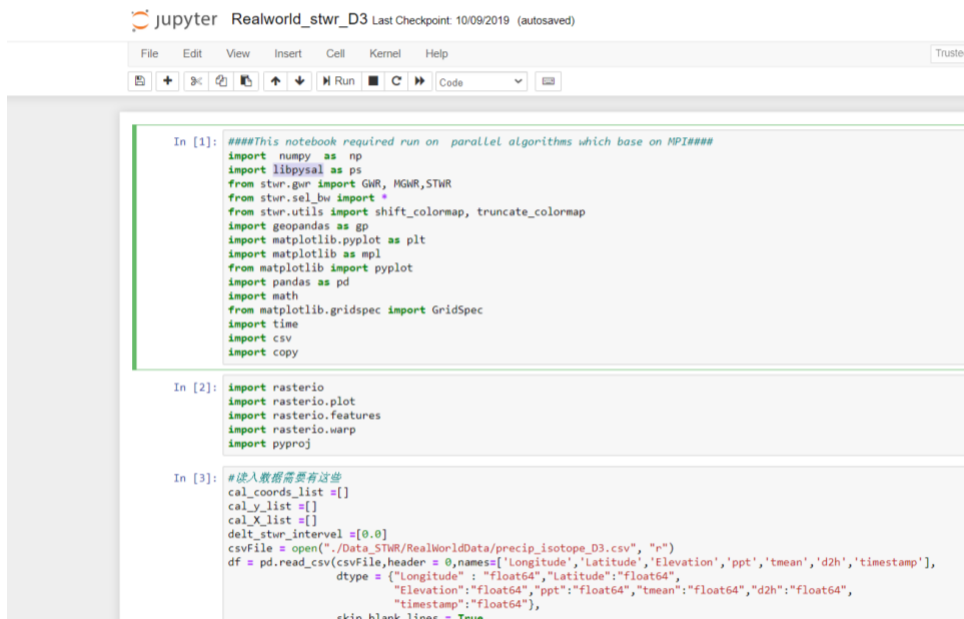 jupyter Realworld_stwr_D3 Last Checkpoint: 10/09/2019 (autosaved)
File Edit View Insert Cell Kernel Help
Run Code
In [1]: ####This notebook required run on parallel algorithms which base on MPI####
import numpy as np
import libpysal as ps
from stwr.gwr import GWR, MGWR,STWR
from stwr.sel_bw import *
from stwr.utils import shift_colormap, truncate_colormap
import geopandas as gp
import matplotlib.pyplot as plt
import matplotlib as mpl
from matplotlib import pyplot
import pandas as pd
import math
from matplotlib.gridspec import GridSpec
import time
import csv
import copy
In [2]: import rasterio
import rasterio.plot
import rasterio.features
import rasterio.warp
import pyproj
In [3]: #读入数据需要有这些
cal_coords_list =[]
cal_y_list =[]
cal_X_list =[]
delt_stwr_intervel =[0.0]
csvFile = open("./Data_STWR/RealWorldData/precip_isotope_D3.csv", "r")
df = pd.read_csv(csvFile,header = 0,names=['Longitude','Latitude','Elevation','ppt','tmean','d2h','timestamp'],
dtype = {"Longitude" : "float64","Latitude":"float64",
"Elevation":"float64","ppt":"float64","tmean":"float64","d2h":"float64",
"timestamp":"float64"},
skip_blank_lines = True